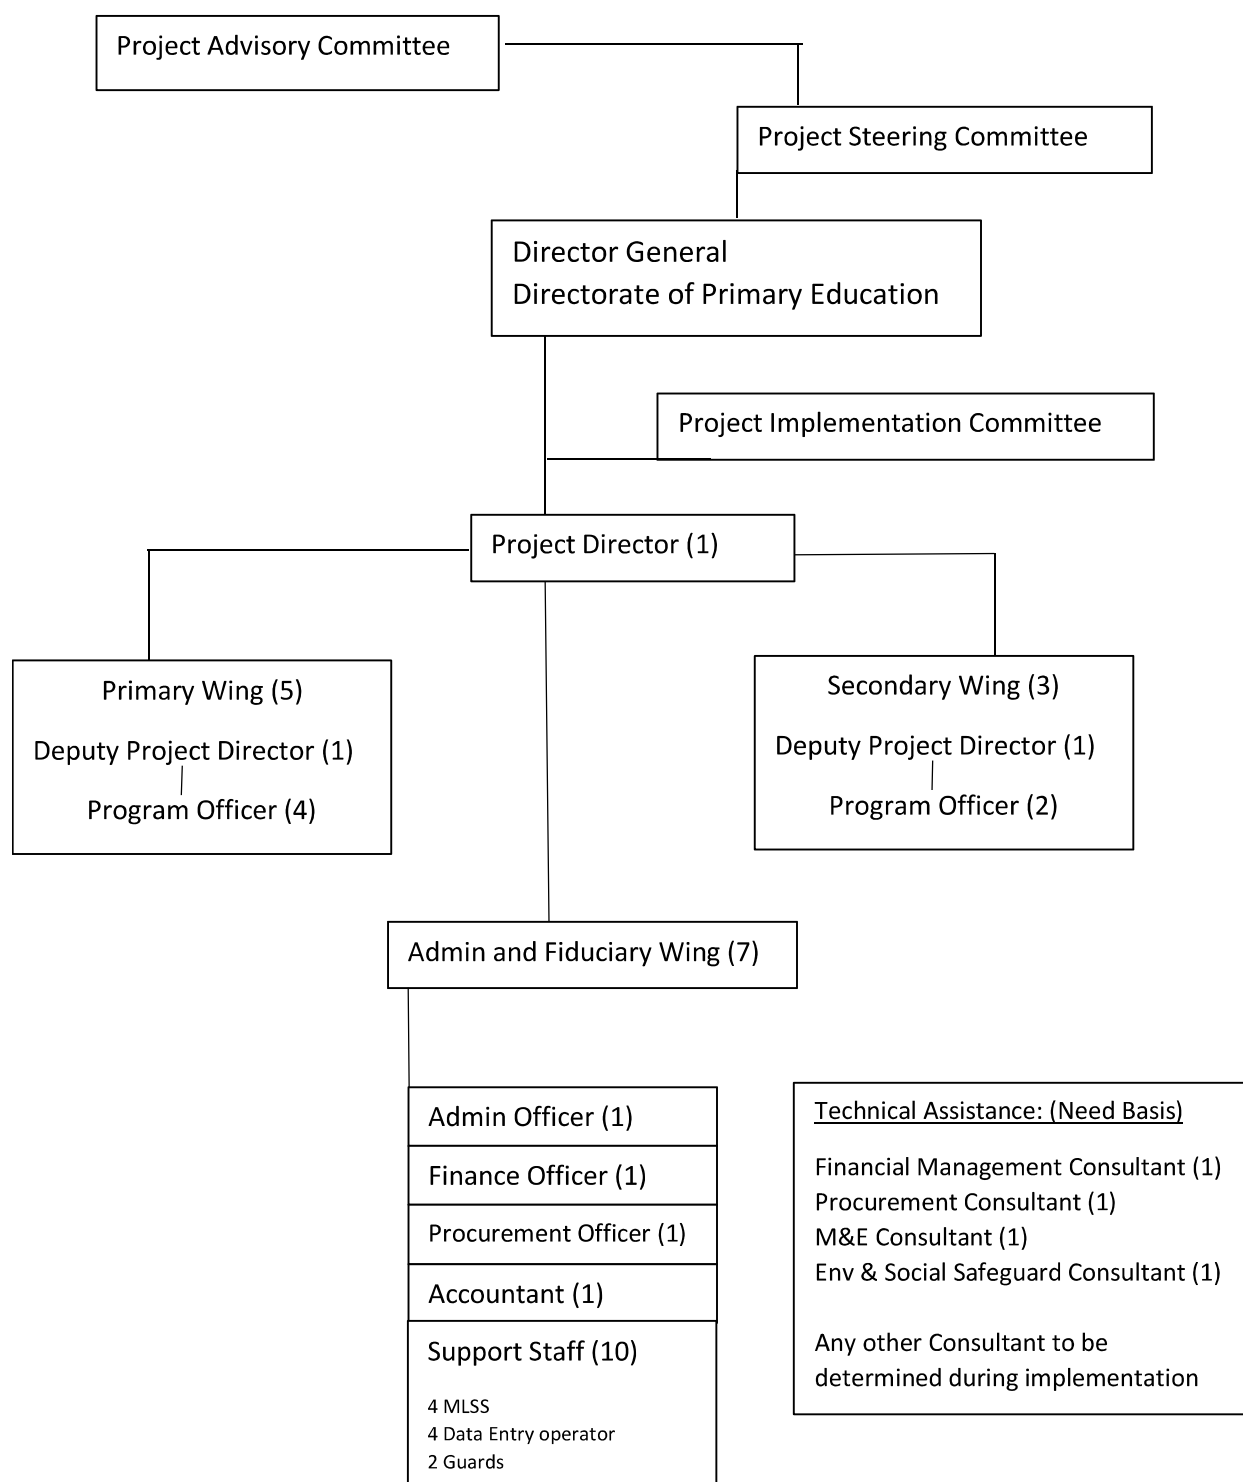 Project Advisory Committee
Project Steering Committee
Director General
Directorate of Primary Education
Project Implementation Committee
Project Director (1)
Primary Wing (5)
Deputy Project Director (1)
Program Officer (4)
Secondary Wing (3)
Deputy Project Director (1)
Program Officer (2)
Admin and Fiduciary Wing (7)
Admin Officer (1)
Finance Officer (1)
Procurement Officer (1)
Accountant (1)
Support Staff (10)
4 MLSS
4 Data Entry operator
2 Guards
Technical Assistance: (Need Basis)
Financial Management Consultant (1)
Procurement Consultant (1)
M&E Consultant (1)
Env & Social Safeguard Consultant (1)
Any other Consultant to be
determined during implementation